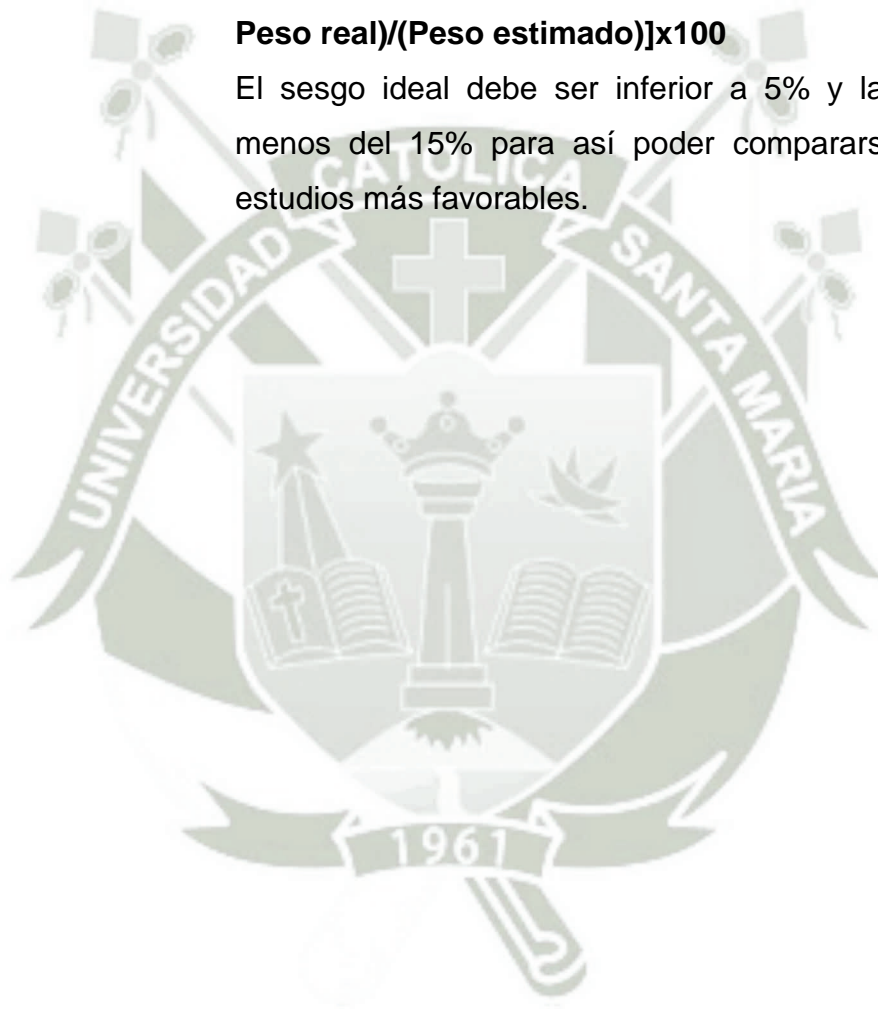 Peso real)/(Peso estimado)]x100
El sesgo ideal debe ser inferior a 5% y la
menos del 15% para así poder comparars
estudios más favorables.
UNIVERSIDAD CATOLICA SANTA MARIA
1961